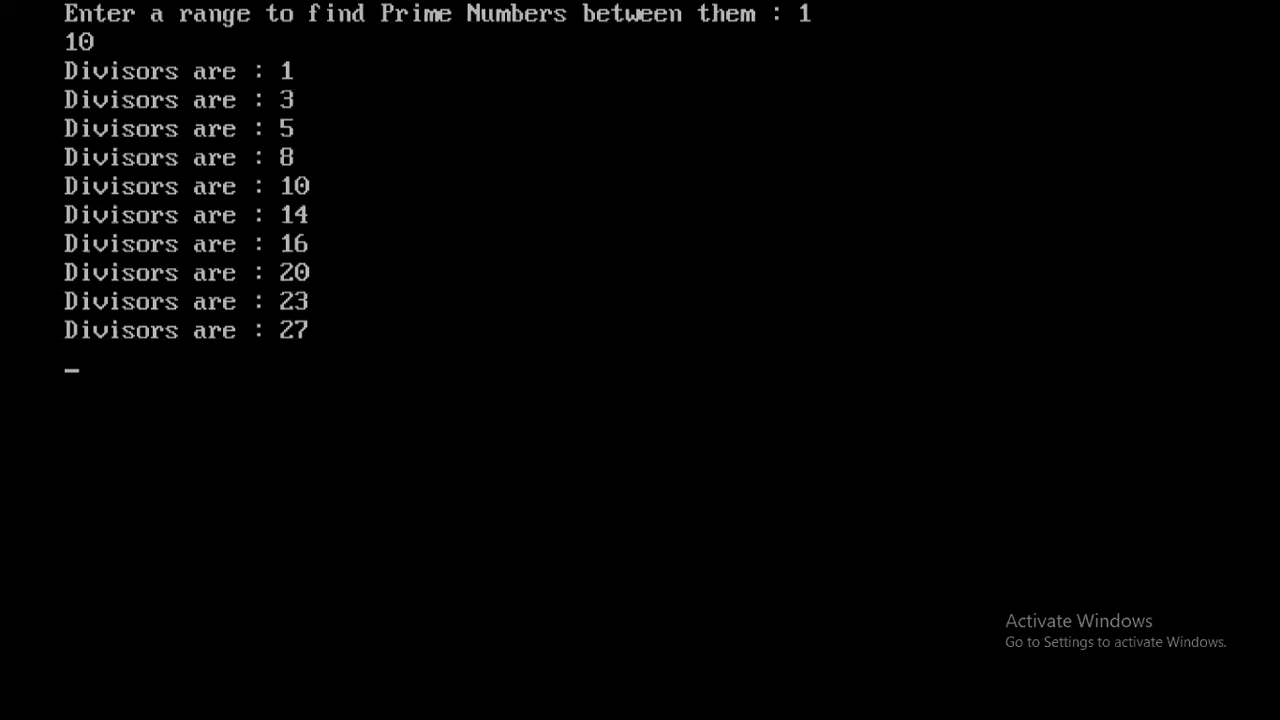 Enter a range to find Prime Numbers between them : 1
10
Divisors are : 1
Divisors are : 3
Divisors are : 5
Divisors are : 8
Divisors are : 10
Divisors are : 14
Divisors are : 16
Divisors are : 20
Divisors are : 23
Divisors are : 27
_
Activate Windows
Go to Settings to activate Windows.